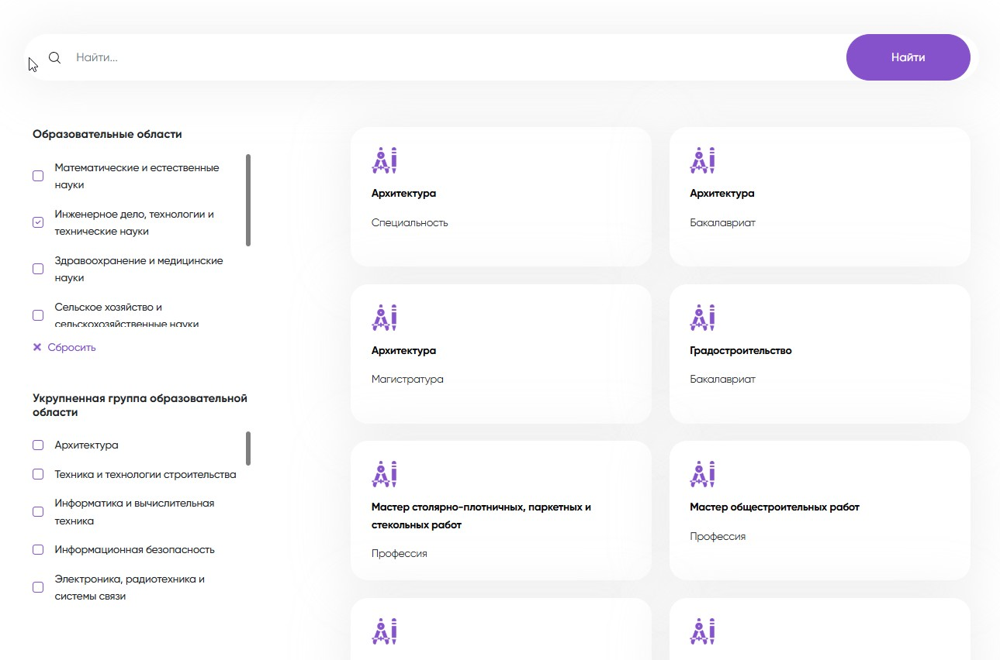 Найти...
Найти
Образовательные области
Математические и естественные
науки
Инженерное дело, технологии и
технические науки
Здравоохранение и медицинские
науки
Сельское хозяйство и
сельскохозяйственные науки
Сбросить
Укрупненная группа образовательной
области
Архитектура
Техника и технологии строительства
Информатика и вычислительная
техника
Информационная безопасность
Электроника, радиотехника и
системы связи
Архитектура
Специальность
Архитектура
Бакалавриат
Архитектура
Магистратура
Градостроительство
Бакалавриат
Мастер столярно-плотничных, паркетных и
стекольных работ
Профессия
Мастер общестроительных работ
Профессия